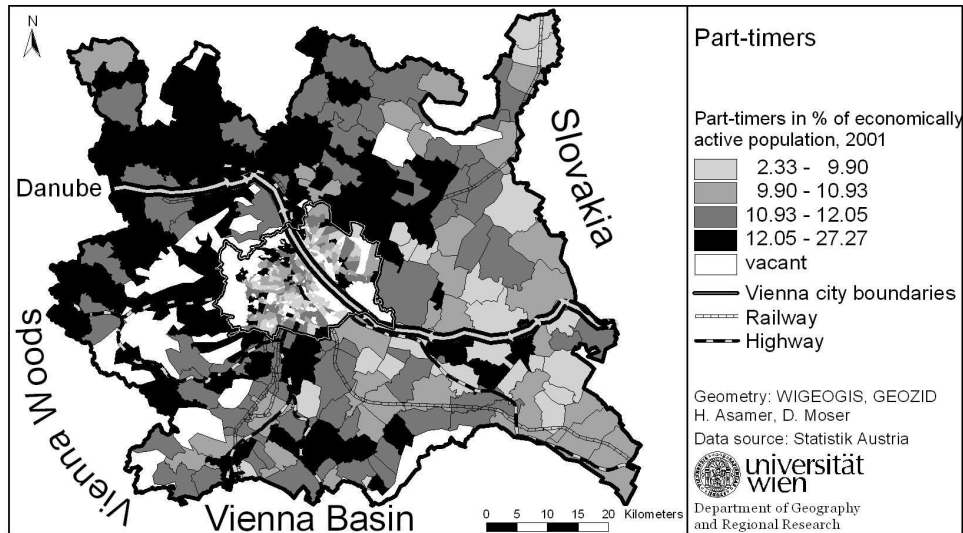 N
Danube
Slovakia
Vienna Woods
Vienna Basin
0 5 10 15 20 Kilometers
Part-timers
Part-timers in % of economically
active population, 2001
2.33 - 9.90
9.90 - 10.93
10.93 - 12.05
12.05 - 27.27
vacant
Vienna city boundaries
Railway
Highway
Geometry: WIGEOGIS, GEOZID
H. Asamer, D. Moser
Data source: Statistik Austria
universität
wien
Department of Geography
and Regional Research